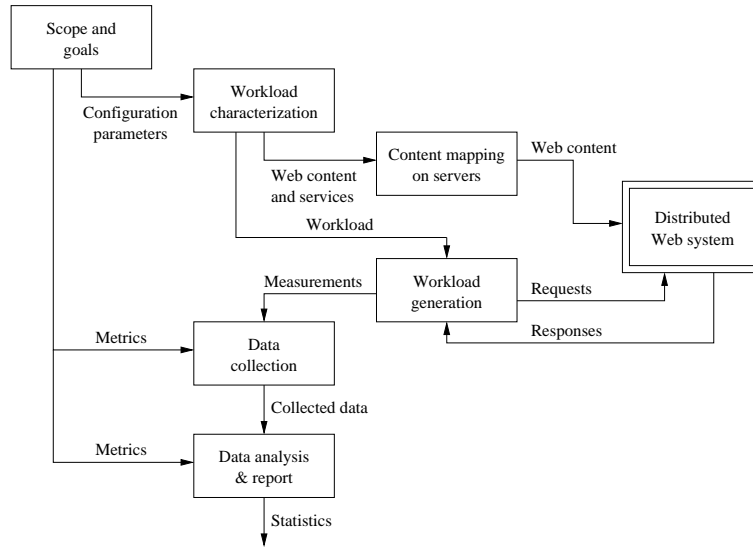 Scope and
goals
Configuration
parameters
Workload
characterization
Web content
and services
Content mapping
on servers
Web content
Distributed
Web system
Workload
Workload
generation
Measurements
Requests
Responses
Metrics
Data
collection
Collected data
Metrics
Data analysis
& report
Statistics